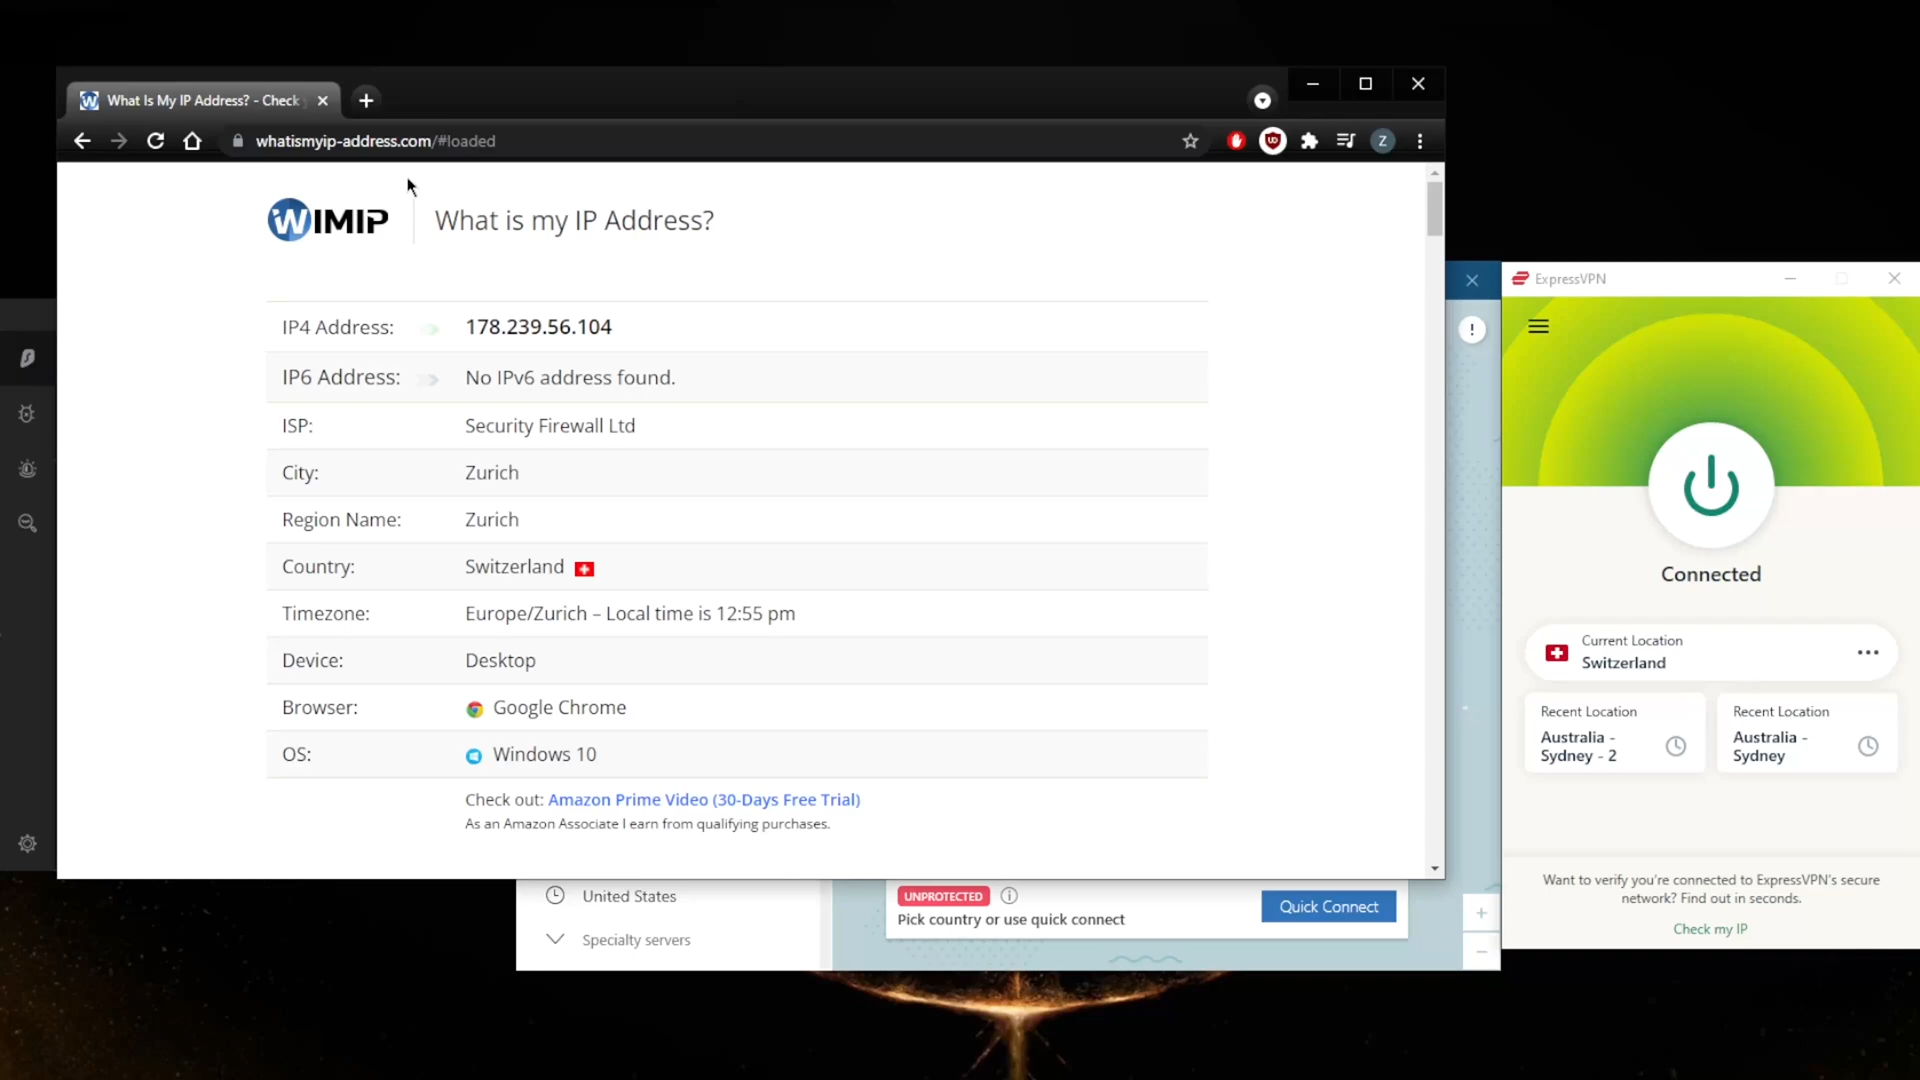 What Is My IP Address? - Check
whatismyip-address.com/#loaded
Z
WIMIP
What is my IP Address?
IP4 Address: 178.239.56.104
IP6 Address: No IPv6 address found.
ISP: Security Firewall Ltd
City: Zurich
Region Name: Zurich
Country: Switzerland
Timezone: Europe/Zurich – Local time is 12:55 pm
Device: Desktop
Browser: Google Chrome
OS: Windows 10
Check out: Amazon Prime Video (30-Days Free Trial)
As an Amazon Associate I earn from qualifying purchases.
United States
Specialty servers
UNPROTECTED
Pick country or use quick connect
Quick Connect
ExpressVPN
Connected
Current Location
Switzerland
Recent Location
Australia -
Sydney - 2
Recent Location
Australia -
Sydney
Want to verify you're connected to ExpressVPN's secure
network? Find out in seconds.
Check my IP